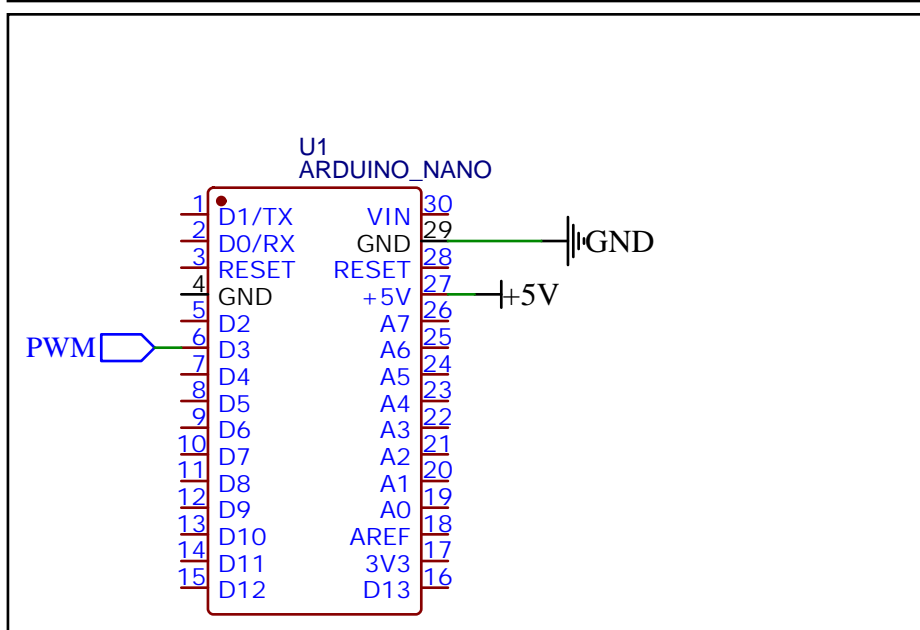 U1
ARDUINO_NANO
1 D1/TX VIN 30
2 D0/RX GND 29 GND
3 RESET RESET 28
4 GND +5V 27 +5V
5 D2 A7 26
PWM 6 D3 A6 25
7 D4 A5 24
8 D5 A4 23
9 D6 A3 22
10 D7 A2 21
11 D8 A1 20
12 D9 A0 19
13 D10 AREF 18
14 D11 3V3 17
15 D12 D13 16